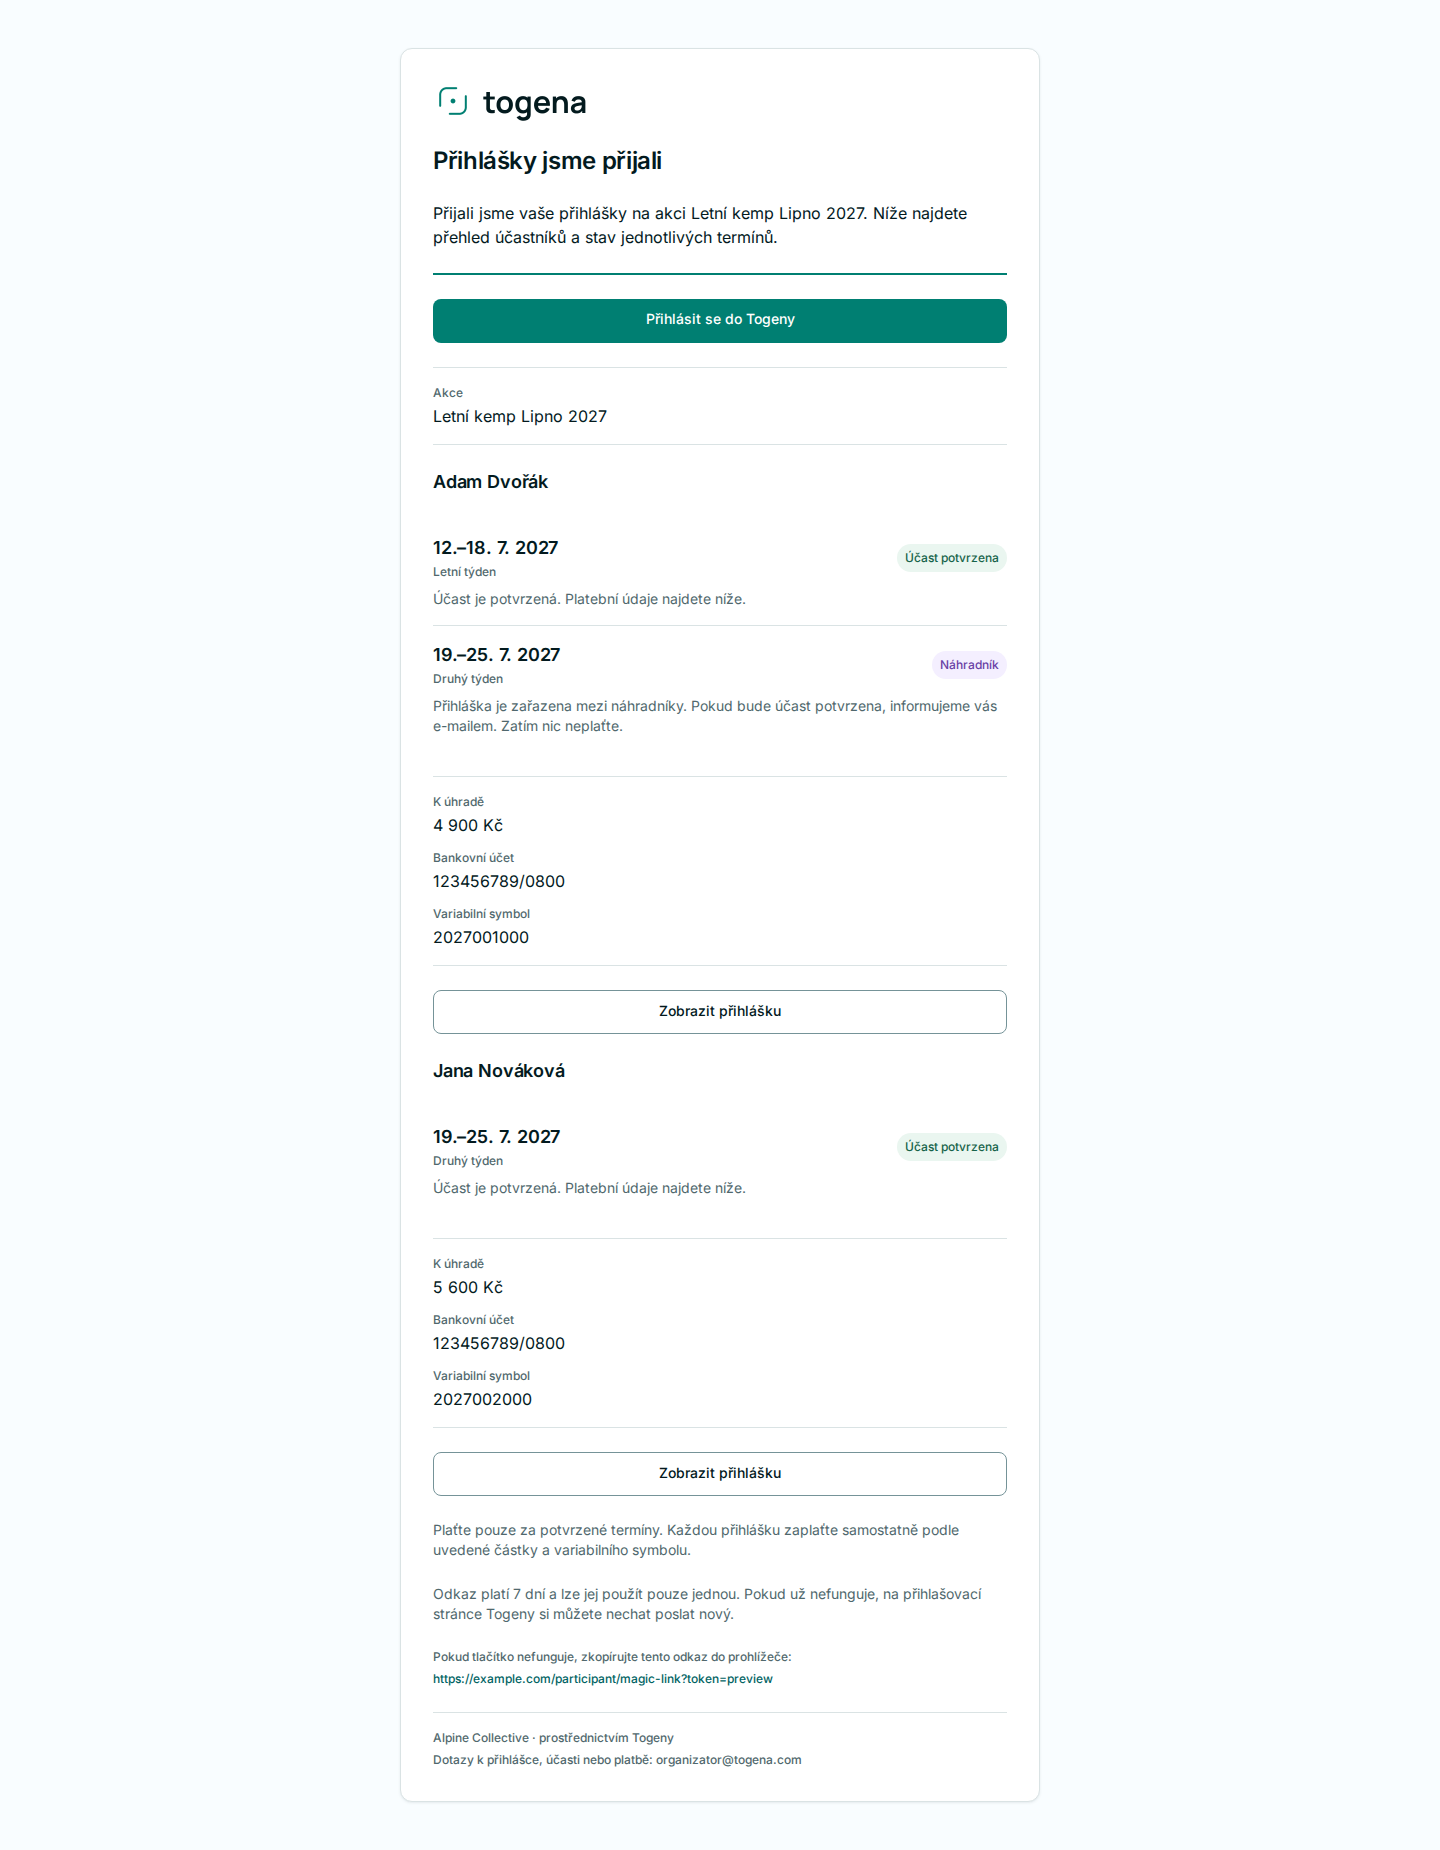 togena
Přihlášky jsme přijali
Přijali jsme vaše přihlášky na akci Letní kemp Lipno 2027. Níže najdete
přehled účastníků a stav jednotlivých termínů.
Přihlásit se do Togeny
Akce
Letní kemp Lipno 2027
Adam Dvořák
12.–18. 7. 2027
Účast potvrzena
Letní týden
Účast je potvrzená. Platební údaje najdete níže.
19.–25. 7. 2027
Náhradník
Druhý týden
Přihláška je zařazena mezi náhradníky. Pokud bude účast potvrzena, informujeme vás
e-mailem. Zatím nic neplaťte.
K úhradě
4 900 Kč
Bankovní účet
123456789/0800
Variabilní symbol
2027001000
Zobrazit přihlášku
Jana Nováková
19.–25. 7. 2027
Účast potvrzena
Druhý týden
Účast je potvrzená. Platební údaje najdete níže.
K úhradě
5 600 Kč
Bankovní účet
123456789/0800
Variabilní symbol
2027002000
Zobrazit přihlášku
Plaťte pouze za potvrzené termíny. Každou přihlášku zaplaťte samostatně podle
uvedené částky a variabilního symbolu.
Odkaz platí 7 dní a lze jej použít pouze jednou. Pokud už nefunguje, na přihlašovací
stránce Togeny si můžete nechat poslat nový.
Pokud tlačítko nefunguje, zkopírujte tento odkaz do prohlížeče:
https://example.com/participant/magic-link?token=preview
Alpine Collective · prostřednictvím Togeny
Dotazy k přihlášce, účasti nebo platbě: organizator@togena.com